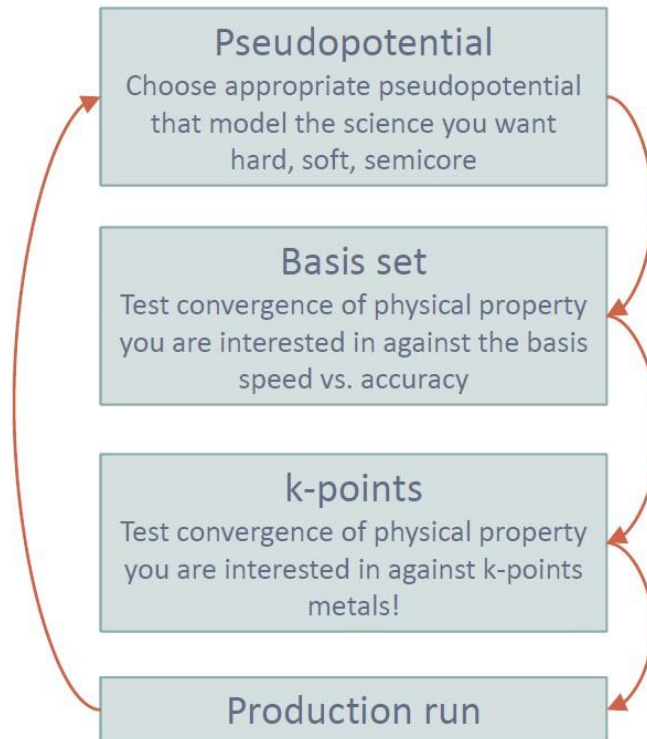 Pseudopotential
Choose appropriate pseudopotential
that model the science you want
hard, soft, semicore
Basis set
Test convergence of physical property
you are interested in against the basis
speed vs. accuracy
k-points
Test convergence of physical property
you are interested in against k-points
metals!
Production run